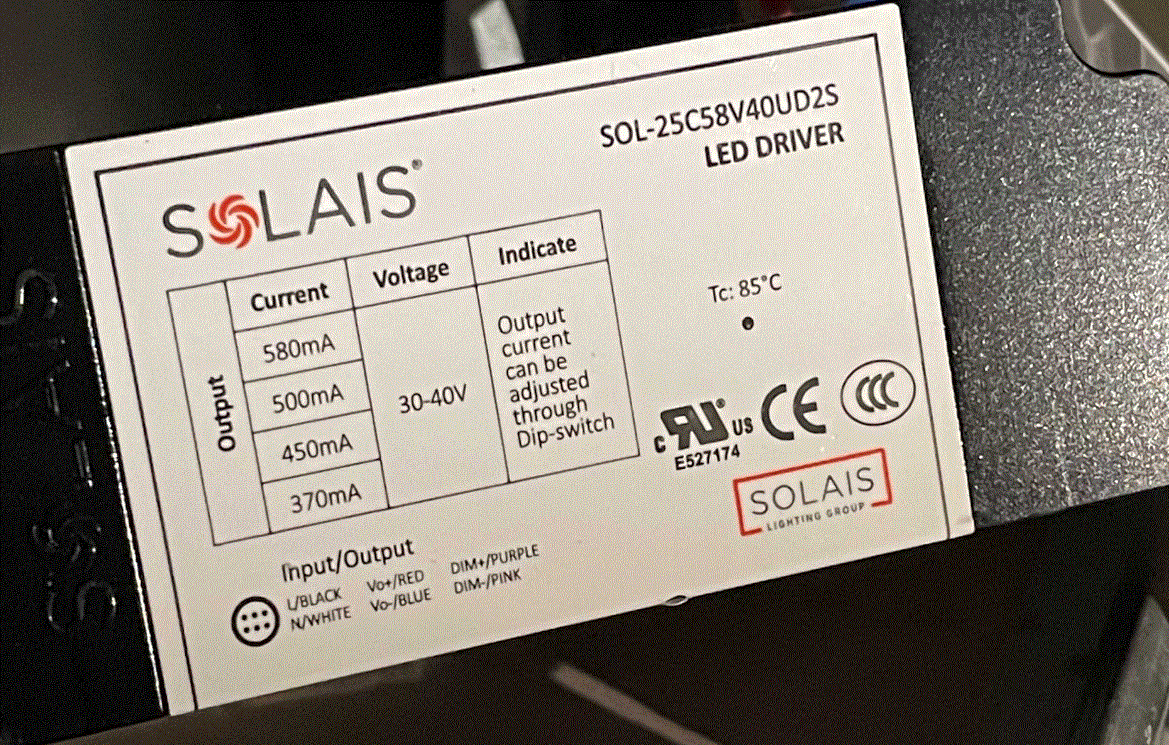 SOL-25C58V40UD2S
LED DRIVER
SOLAIS®
Current Voltage Indicate
Output
580mA
500mA
450mA
370mA
30-40V
Output
current
can be
adjusted
through
Dip-switch
Tc: 85°C
c RU® US CE CCC
E527174
SOLAIS
LIGHTING GROUP
Input/Output
L/BLACK Vo+/RED DIM+/PURPLE
N/WHITE Vo-/BLUE DIM-/PINK